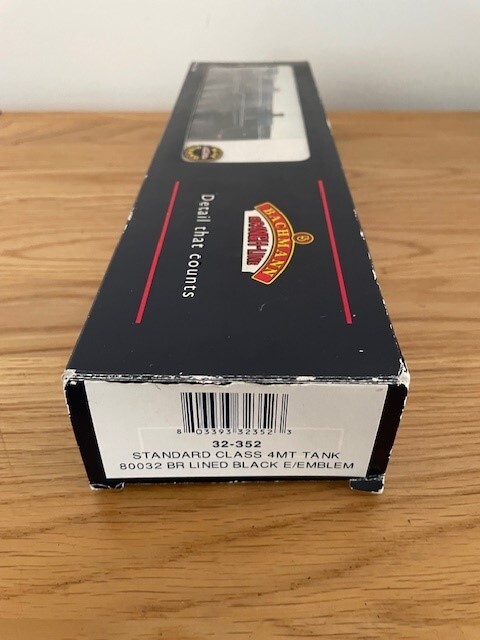 BACHMANN
BRANCH-LINE
Detail that counts
8 03393 32352 3
32-352
STANDARD CLASS 4MT TANK
80032 BR LINED BLACK E/EMBLEM